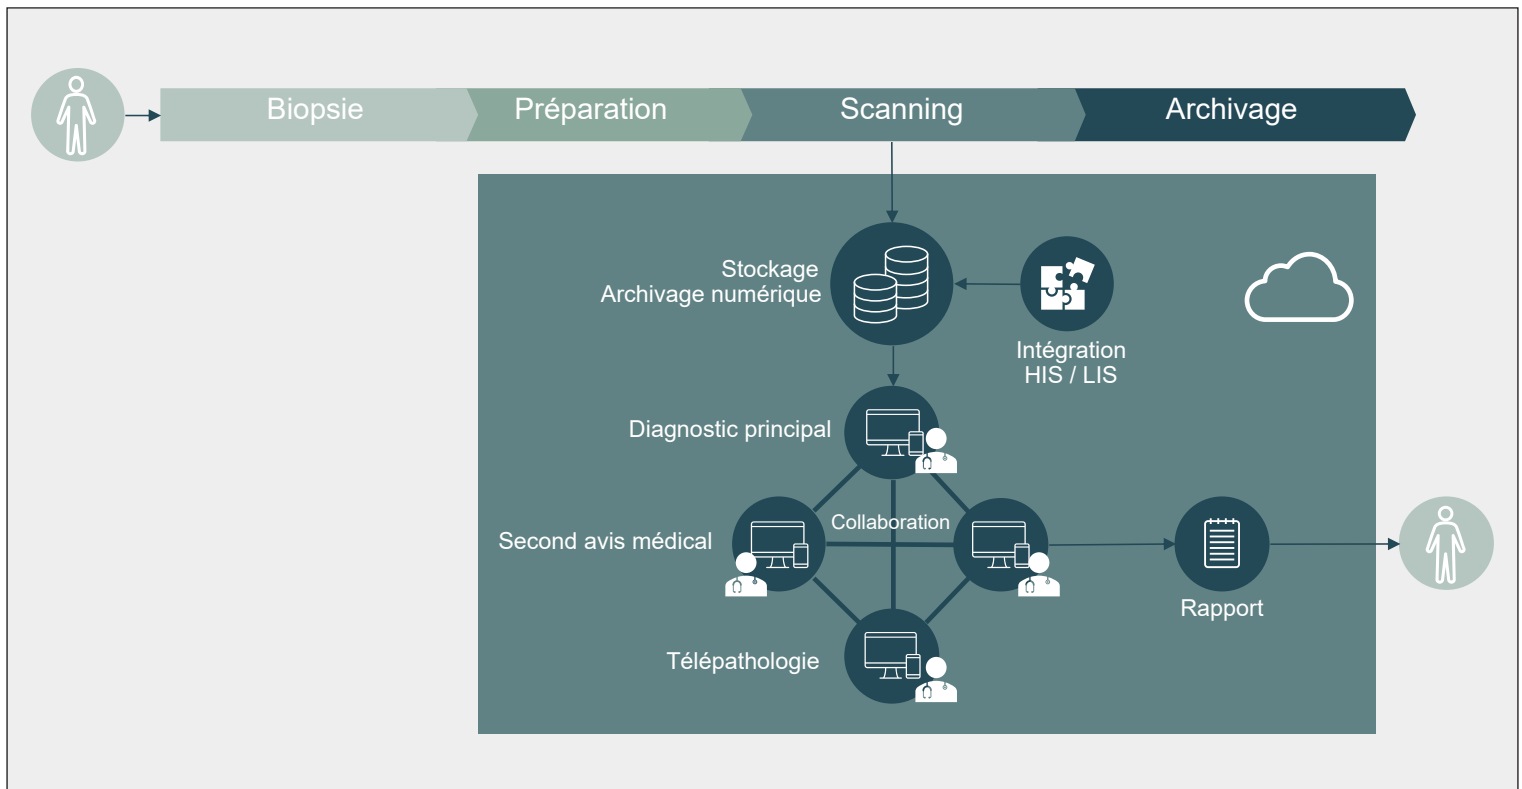 Biopsie
Préparation
Scanning
Archivage
Stockage
Archivage numérique
Intégration
HIS / LIS
Diagnostic principal
Collaboration
Second avis médical
Rapport
Télépathologie